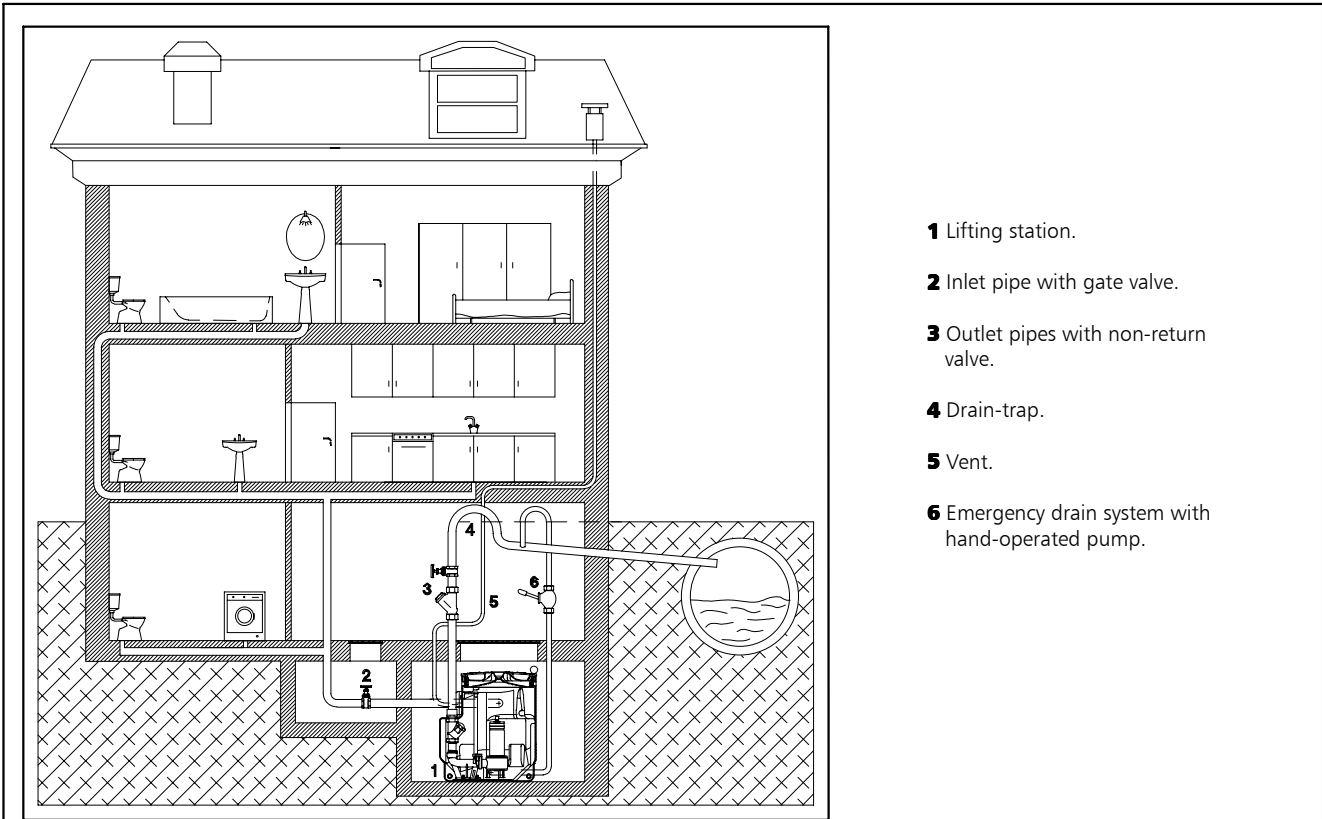 4
3
6
5
2
1
1 Lifting station.
2 Inlet pipe with gate valve.
3 Outlet pipes with non-return
valve.
4 Drain-trap.
5 Vent.
6 Emergency drain system with
hand-operated pump.